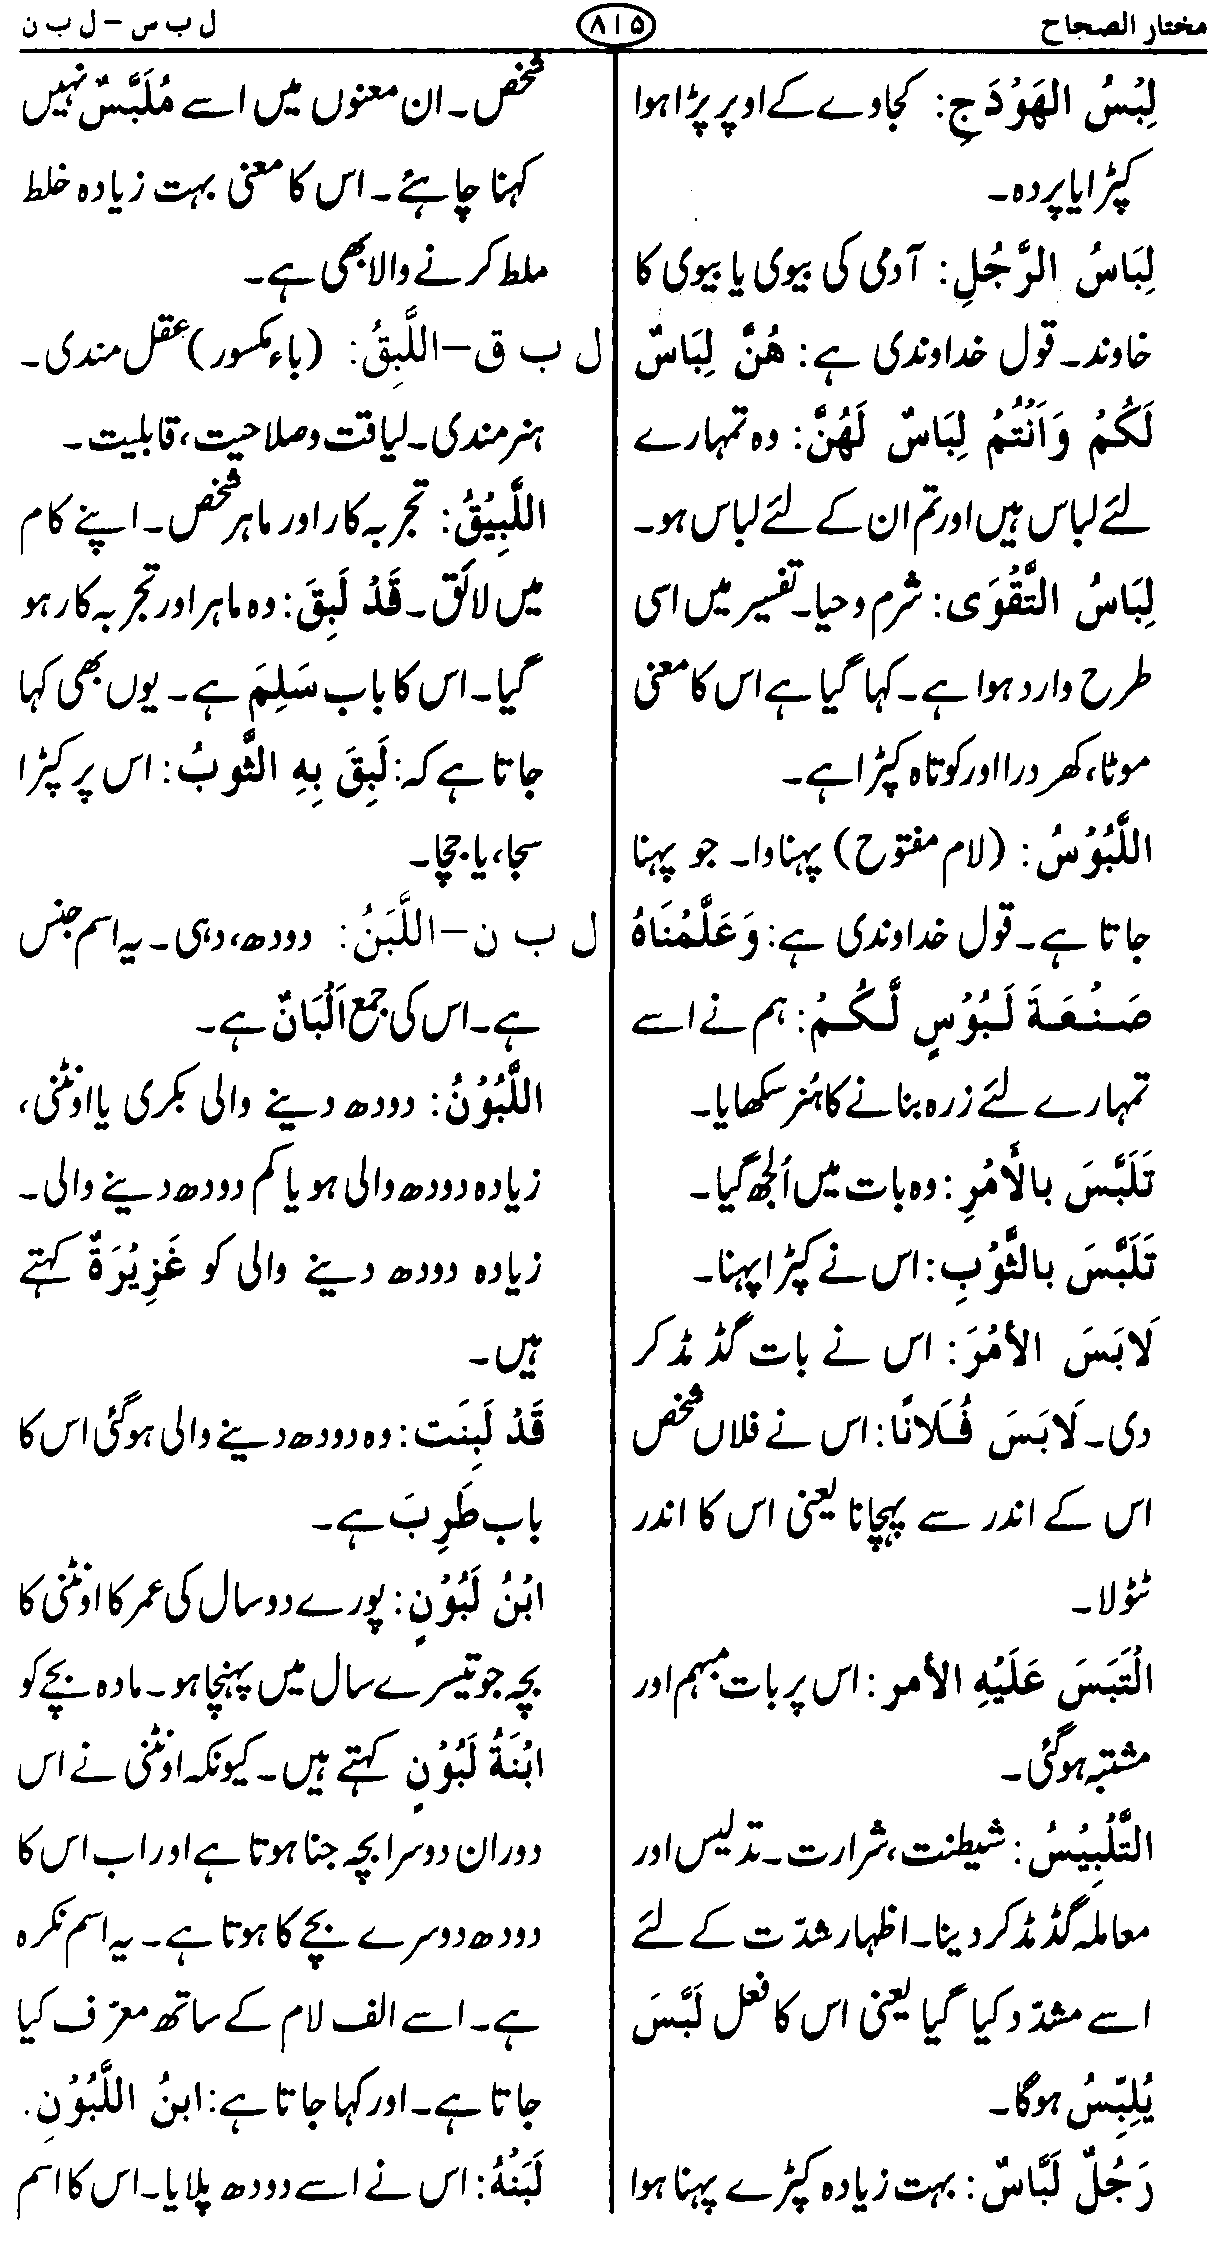 مختار الصحاح
۸۱۵
ل ب س – ل ب ن
لِبْسُ الهَوْدَجِ: کجاوے کے اوپر پڑا ہوا
کپڑا یا پردہ۔
لِبَاسُ الرَّجُلِ: آدمی کی بیوی یا بیوی کا
خاوند۔ قول خداوندی ہے: هُنَّ لِبَاسٌ
لَكُمْ وَاَنْتُمْ لِبَاسٌ لَهُنَّ: وہ تمہارے
لئے لباس ہیں اور تم ان کے لئے لباس ہو۔
لِبَاسُ التَّقْوَى: شرم و حیا۔ تفسیر میں اسی
طرح وارد ہوا ہے۔ کہا گیا ہے اس کا معنی
موٹا، کھردرا اور کوتاہ کپڑا ہے۔
اللَّبُوْسُ: (لام مفتوح) پہناوا۔ جو پہنا
جاتا ہے۔ قول خداوندی ہے: وَعَلَّمْنَاهُ
صَنْعَةَ لَبُوْسٍ لَّكُمْ: ہم نے اسے
تمہارے لئے زرہ بنانے کا ہُنر سکھایا۔
تَلَبَّسَ بالأَمْرِ: وہ بات میں اُلجھ گیا۔
تَلَبَّسَ بالثَّوْبِ: اس نے کپڑا پہنا۔
لَابَسَ الأمْرَ: اس نے بات گڈ مڈ کر
دی۔ لَابَسَ فُلَانًا: اس نے فلاں شخص
اس کے اندر سے پہچانا یعنی اس کا اندر
ٹٹولا۔
الْتَبَسَ عَلَيْهِ الأمر: اس پر بات مبہم اور
مشتبہ ہوگئی۔
التَّلْبِيْسُ: شیطنت، شرارت۔ تدلیس اور
معاملہ گڈ مڈ کر دینا۔ اظہار شدّت کے لئے
اسے مشدّد کیا گیا یعنی اس کا فعل لَبَّسَ
يُلَبِّسُ ہوگا۔
رَجُلٌ لَبَّاسٌ: بہت زیادہ کپڑے پہنا ہوا
شخص۔ ان معنوں میں اسے مُلَبَّسٌ نہیں
کہنا چاہئے۔ اس کا معنی بہت زیادہ خلط
ملط کرنے والا بھی ہے۔
ل ب ق – اللَّبِقُ: (باء مکسور) عقل مندی۔
ہنر مندی۔ لیاقت و صلاحیت، قابلیت۔
اللَّبِيْقُ: تجربہ کار اور ماہر شخص۔ اپنے کام
میں لائق۔ قَدْ لَبِقَ: وہ ماہر اور تجربہ کار ہو
گیا۔ اس کا باب سَلِمَ ہے۔ یوں بھی کہا
جاتا ہے کہ: لَبِقَ بِهِ الثَّوبُ: اس پر کپڑا
سجا، یا جچا۔
ل ب ن – اللَّبَنُ: دودھ، دہی۔ یہ اسم جنس
ہے۔ اس کی جمع اَلْبَانٌ ہے۔
اللَّبُوْنُ: دودھ دینے والی بکری یا اونٹنی،
زیادہ دودھ والی ہو یا کم دودھ دینے والی۔
زیادہ دودھ دینے والی کو غَزِيْرَةٌ کہتے
ہیں۔
قَدْ لَبِنَت: وہ دودھ دینے والی ہوگئی اس کا
باب طَرِبَ ہے۔
ابْنُ لَبُوْنٍ: پورے دو سال کی عمر کا اونٹنی کا
بچہ جو تیسرے سال میں پہنچا ہو۔ مادہ بچے کو
ابْنَةُ لَبُوْنٍ کہتے ہیں۔ کیونکہ اونٹنی نے اس
دوران دوسرا بچہ جنا ہوتا ہے اور اب اس کا
دودھ دوسرے بچے کا ہوتا ہے۔ یہ اسم نکرہ
ہے۔ اسے الف لام کے ساتھ معرّف کیا
جاتا ہے۔ اور کہا جاتا ہے: ابنُ اللَّبُوْنِ.
لَبَنَهُ: اس نے اسے دودھ پلایا۔ اس کا اسم